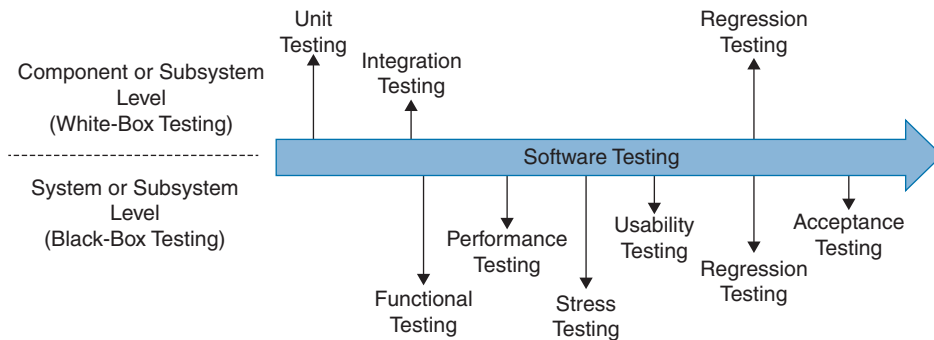 Unit
Testing
Integration
Testing
Regression
Testing
Component or Subsystem
Level
(White-Box Testing)
Software Testing
System or Subsystem
Level
(Black-Box Testing)
Functional
Testing
Performance
Testing
Stress
Testing
Usability
Testing
Regression
Testing
Acceptance
Testing